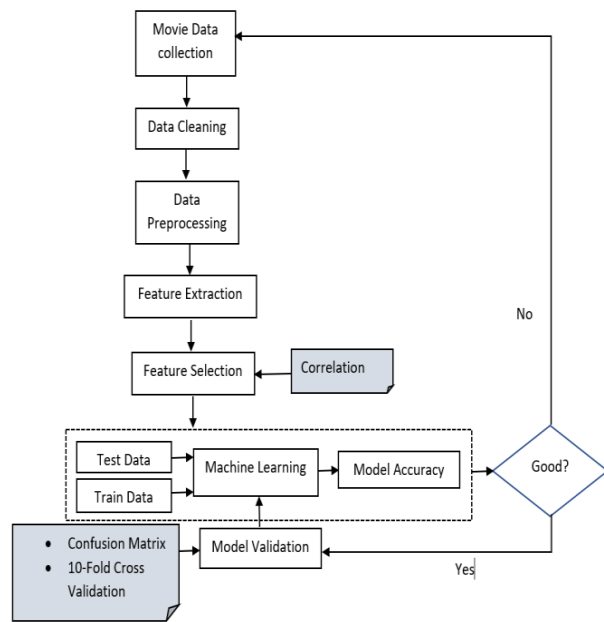 Movie Data
collection
Data Cleaning
Data
Preprocessing
Feature Extraction
No
Feature Selection
Correlation
Test Data
Machine Learning
Model Accuracy
Good?
Train Data
• Confusion Matrix
• 10-Fold Cross
Validation
Model Validation
Yes